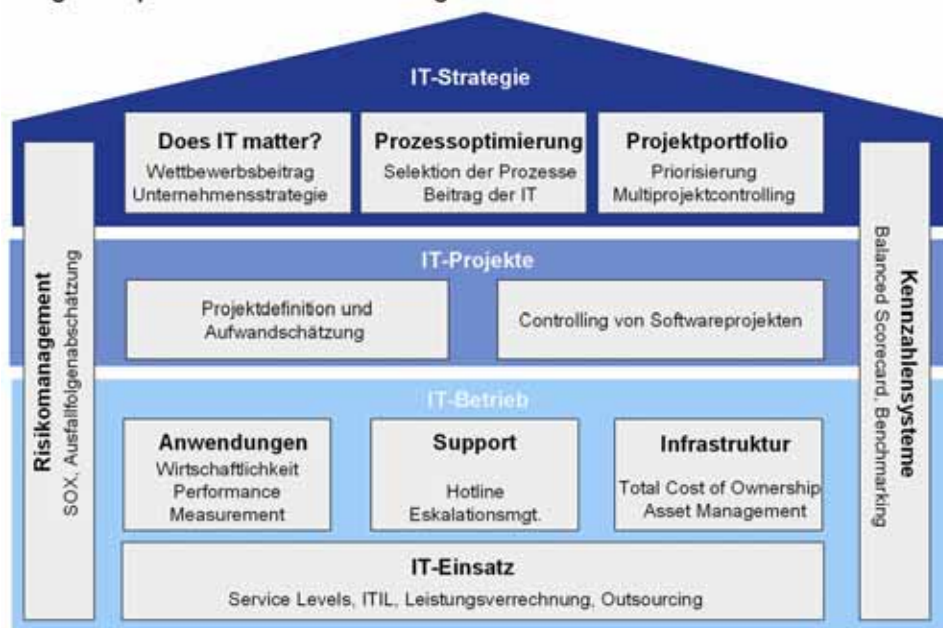 IT-Strategie
Does IT matter?
Wettbewerbsbeitrag
Unternehmensstrategie
Prozessoptimierung
Selektion der Prozesse
Beitrag der IT
Projektportfolio
Priorisierung
Multiprojektcontrolling
Risikomanagement
SOX, Ausfallfolgenabschätzung
IT-Projekte
Projektdefinition und
Aufwandschätzung
Controlling von Softwareprojekten
Kennzahlensysteme
Balanced Scorecard, Benchmarking
IT-Betrieb
Anwendungen
Wirtschaftlichkeit
Performance
Measurement
Support
Hotline
Eskalationsmgt.
Infrastruktur
Total Cost of Ownership
Asset Management
IT-Einsatz
Service Levels, ITIL, Leistungsverrechnung, Outsourcing